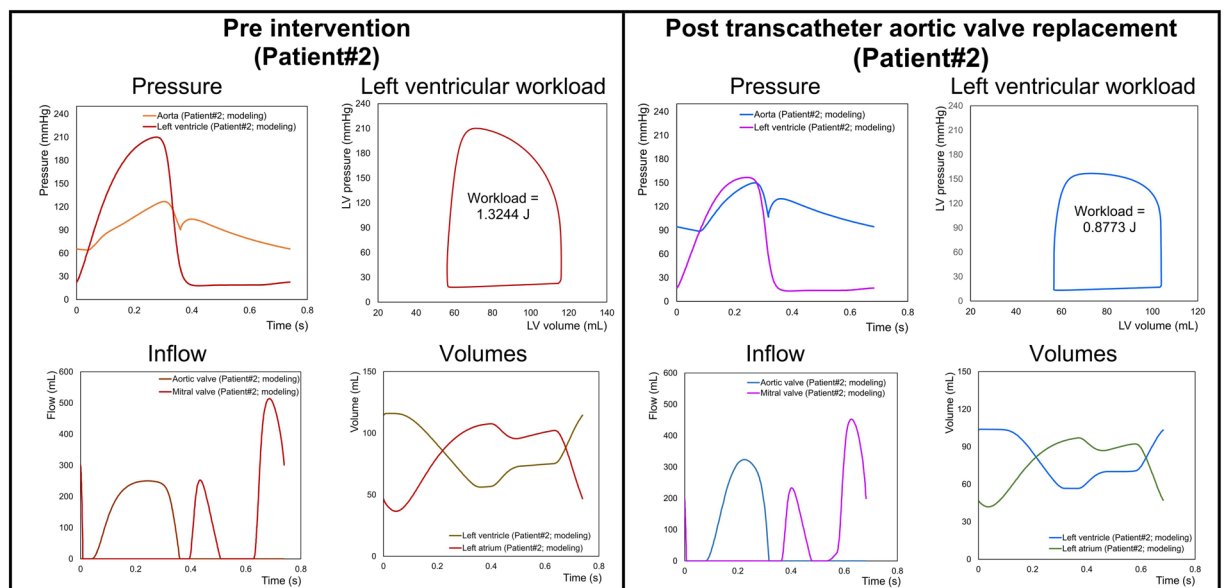 Pre intervention
(Patient#2)
Pressure
Pressure (mmHg)
240
210
180
150
120
90
60
30
0
Aorta (Patient#2; modeling)
Left ventricle (Patient#2; modeling)
0
0.2
0.4
0.6
0.8
Time (s)
Left ventricular workload
LV pressure (mmHg)
240
210
180
150
120
90
60
30
0
Workload =
1.3244 J
20
40
60
80
100
120
140
LV volume (mL)
Inflow
Flow (mL)
600
500
400
300
200
100
0
Aortic valve (Patient#2; modeling)
Mitral valve (Patient#2; modeling)
0
0.2
0.4
0.6
0.8
Time (s)
Volumes
Volume (mL)
150
100
50
0
Left ventricle (Patient#2; modeling)
Left atrium (Patient#2; modeling)
0
0.2
0.4
0.6
0.8
Time (s)
Post transcatheter aortic valve replacement
(Patient#2)
Pressure
Pressure (mmHg)
240
210
180
150
120
90
60
30
0
Aorta (Patient#2; modeling)
Left ventricle (Patient#2; modeling)
0
0.2
0.4
0.6
0.8
Time (s)
Left ventricular workload
LV pressure (mmHg)
240
210
180
150
120
90
60
30
0
Workload =
0.8773 J
20
40
60
80
100
120
LV volume (mL)
Inflow
Flow (mL)
600
500
400
300
200
100
0
Aortic valve (Patient#2; modeling)
Mitral valve (Patient#2; modeling)
0
0.2
0.4
0.6
0.8
Time (s)
Volumes
Volume (mL)
150
120
90
60
30
0
Left ventricle (Patient#2; modeling)
Left atrium (Patient#2; modeling)
0
0.2
0.4
0.6
0.8
Time (s)